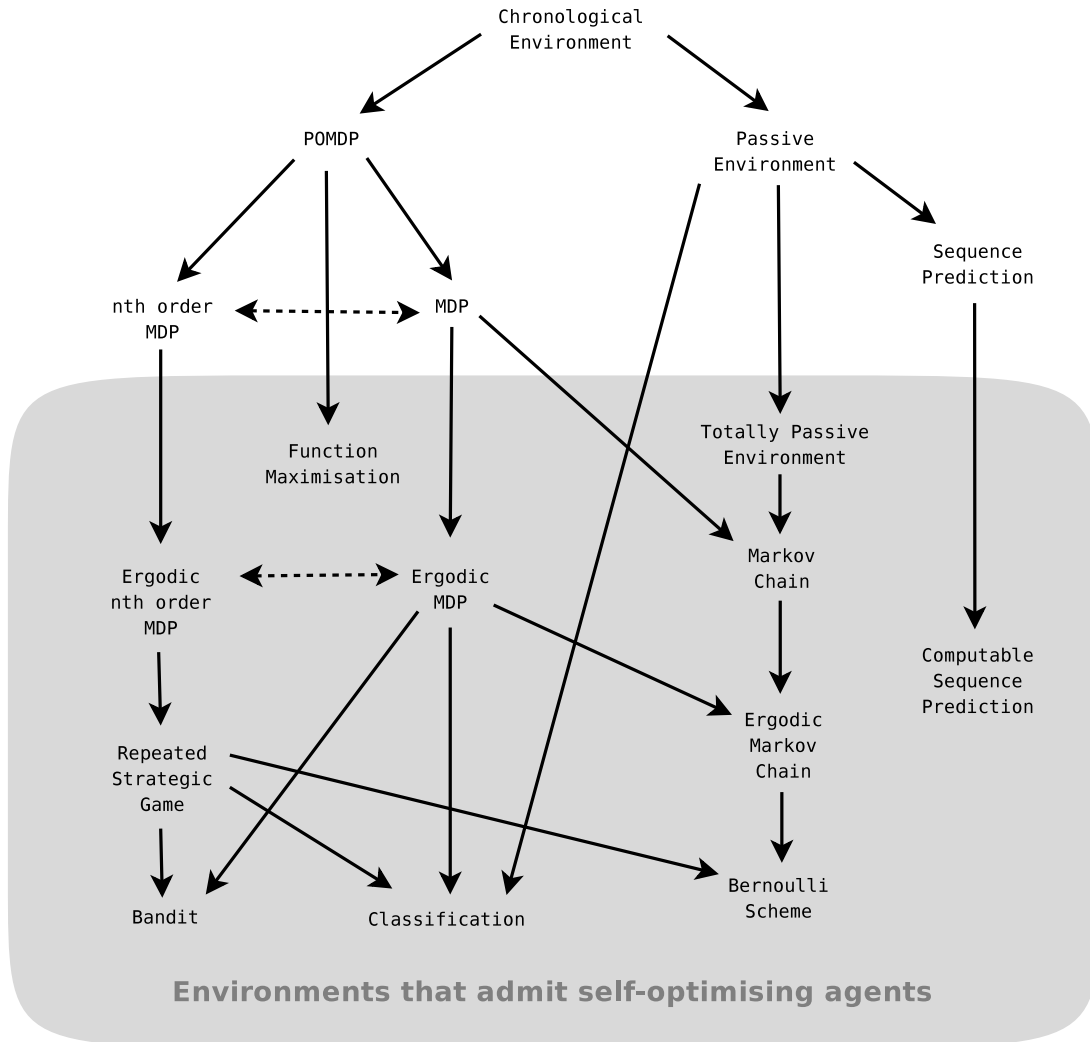 Chronological
Environment
POMDP
Passive
Environment
Sequence
Prediction
nth order
MDP
MDP
Function
Maximisation
Totally Passive
Environment
Markov
Chain
Ergodic
nth order
MDP
Ergodic
MDP
Computable
Sequence
Prediction
Repeated
Strategic
Game
Ergodic
Markov
Chain
Bandit
Classification
Bernoulli
Scheme
Environments that admit self-optimising agents